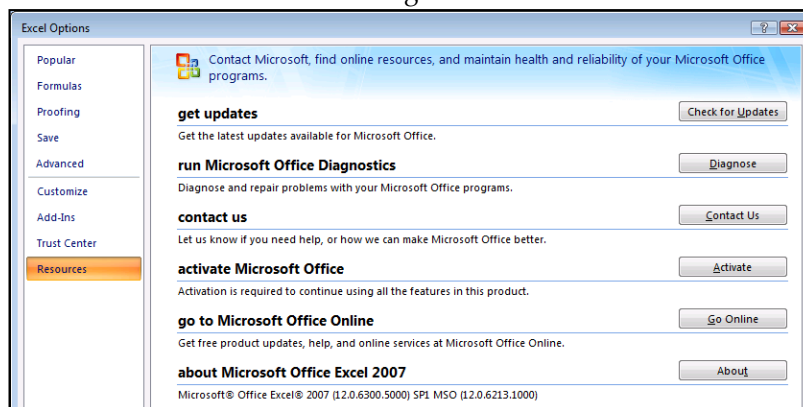 Excel Options
Popular
Formulas
Proofing
Save
Advanced
Customize
Add-Ins
Trust Center
Resources
Contact Microsoft, find online resources, and maintain health and reliability of your Microsoft Office
programs.
get updates
Check for Updates
Get the latest updates available for Microsoft Office.
run Microsoft Office Diagnostics
Diagnose
Diagnose and repair problems with your Microsoft Office programs.
contact us
Contact Us
Let us know if you need help, or how we can make Microsoft Office better.
activate Microsoft Office
Activate
Activation is required to continue using all the features in this product.
go to Microsoft Office Online
Go Online
Get free product updates, help, and online services at Microsoft Office Online.
about Microsoft Office Excel 2007
About
Microsoft® Office Excel® 2007 (12.0.6300.5000) SP1 MSO (12.0.6213.1000)